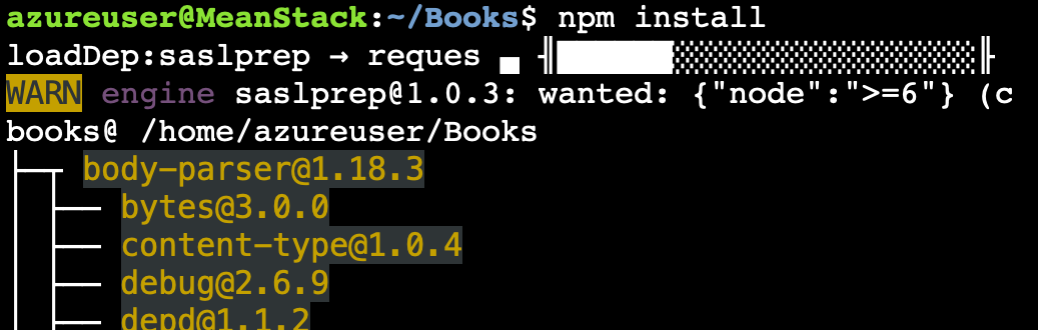 azureuser@MeanStack:~/Books$ npm install
loadDep:saslprep → reques ▄ ╢███████░░░░░░░░░░░░░░░░░░░╟
WARN engine saslprep@1.0.3: wanted: {"node":">=6"} (c
books@ /home/azureuser/Books
├─┬ body-parser@1.18.3
│ ├── bytes@3.0.0
│ ├── content-type@1.0.4
│ ├── debug@2.6.9
│ ├── depd@1.1.2